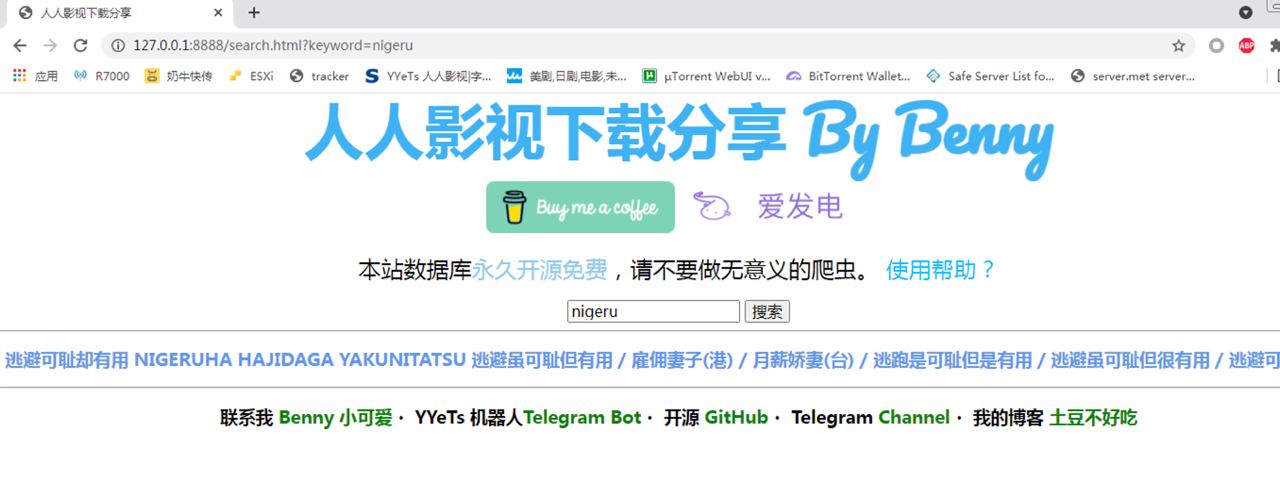 人人影视下载分享
127.0.0.1:8888/search.html?keyword=nigeru
ABP
应用 R7000 奶牛快传 ESXi tracker YYeTs 人人影视|字... 美剧,日剧,电影,未... µTorrent WebUI v... BitTorrent Wallet... Safe Server List fo... server.met server...
人人影视下载分享 By Benny
Buy me a coffee 爱发电
本站数据库永久开源免费，请不要做无意义的爬虫。 使用帮助？
nigeru 搜索
逃避可耻却有用 NIGERUHA HAJIDAGA YAKUNITATSU 逃避虽可耻但有用 / 雇佣妻子(港) / 月薪娇妻(台) / 逃跑是可耻但是有用 / 逃避虽可耻但很有用 / 逃避可
联系我 Benny 小可爱· YYeTs 机器人Telegram Bot· 开源 GitHub· Telegram Channel· 我的博客 土豆不好吃